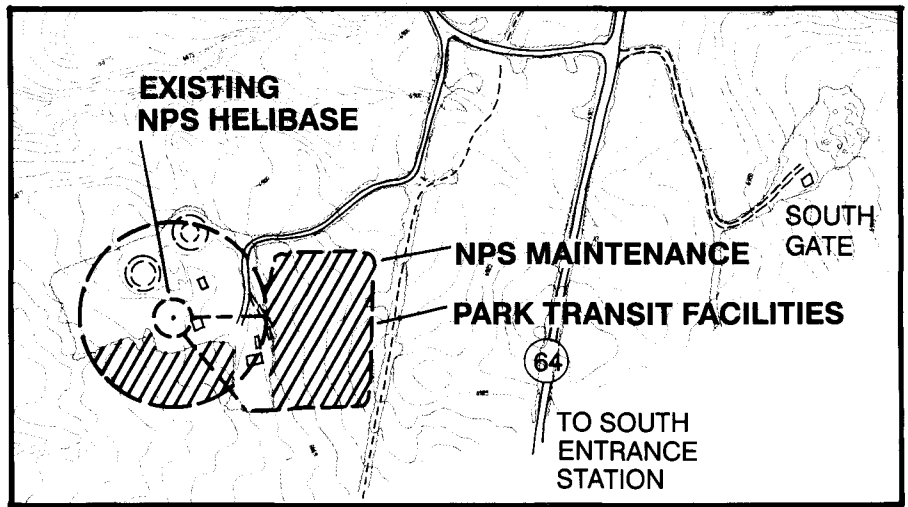 EXISTING
NPS HELIBASE
SOUTH
GATE
NPS MAINTENANCE
PARK TRANSIT FACILITIES
64
TO SOUTH
ENTRANCE
STATION